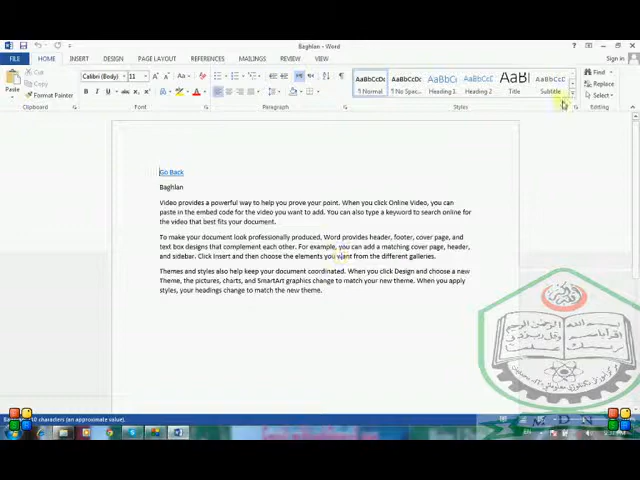 Baghlan - Word
Sign in
FILE HOME INSERT DESIGN PAGE LAYOUT REFERENCES MAILINGS REVIEW VIEW
Paste
Cut
Copy
Format Painter
Clipboard
Calibri (Body) 11
Font
Paragraph
AaBbCcDc AaBbCcDc AaBbC AaBbCcC AaBl AaBbCcC
¶ Normal ¶ No Spac... Heading 1 Heading 2 Title Subtitle
Styles
Find
Replace
Select
Editing
Go Back
Baghlan
Video provides a powerful way to help you prove your point. When you click Online Video, you can
paste in the embed code for the video you want to add. You can also type a keyword to search online for
the video that best fits your document.
To make your document look professionally produced, Word provides header, footer, cover page, and
text box designs that complement each other. For example, you can add a matching cover page, header,
and sidebar. Click Insert and then choose the elements you want from the different galleries.
Themes and styles also help keep your document coordinated. When you click Design and choose a new
Theme, the pictures, charts, and SmartArt graphics change to match your new theme. When you apply
styles, your headings change to match the new theme.
10 characters (an approximate value).
M D N
EN